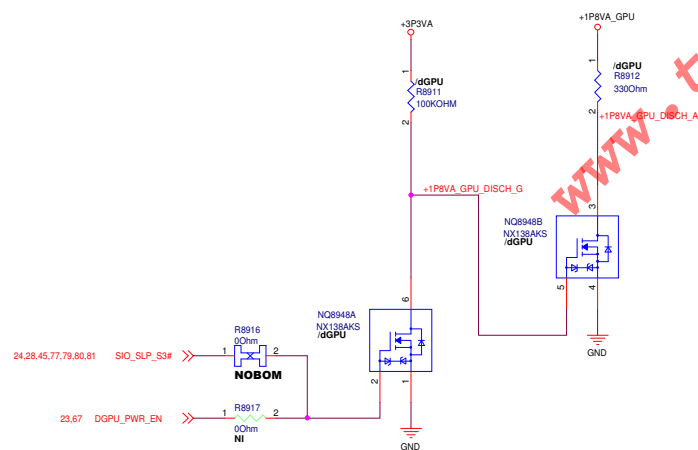 +1P8VA_GPU
+3P3VA
1
/dGPU
R8912
330Ohm
2
+1P8VA_GPU_DISCH_A
1
/dGPU
R8911
100KOHM
2
www.t
+1P8VA_GPU_DISCH_G
3
NQ8948B
NX138AKS
/dGPU
5
4
GND
6
NQ8948A
NX138AKS
/dGPU
2
1
GND
24,28,45,77,79,80,81 SIO_SLP_S3#
R8916
0Ohm
1
2
NOBOM
23,67 DGPU_PWR_EN
R8917
1
2
0Ohm
NI